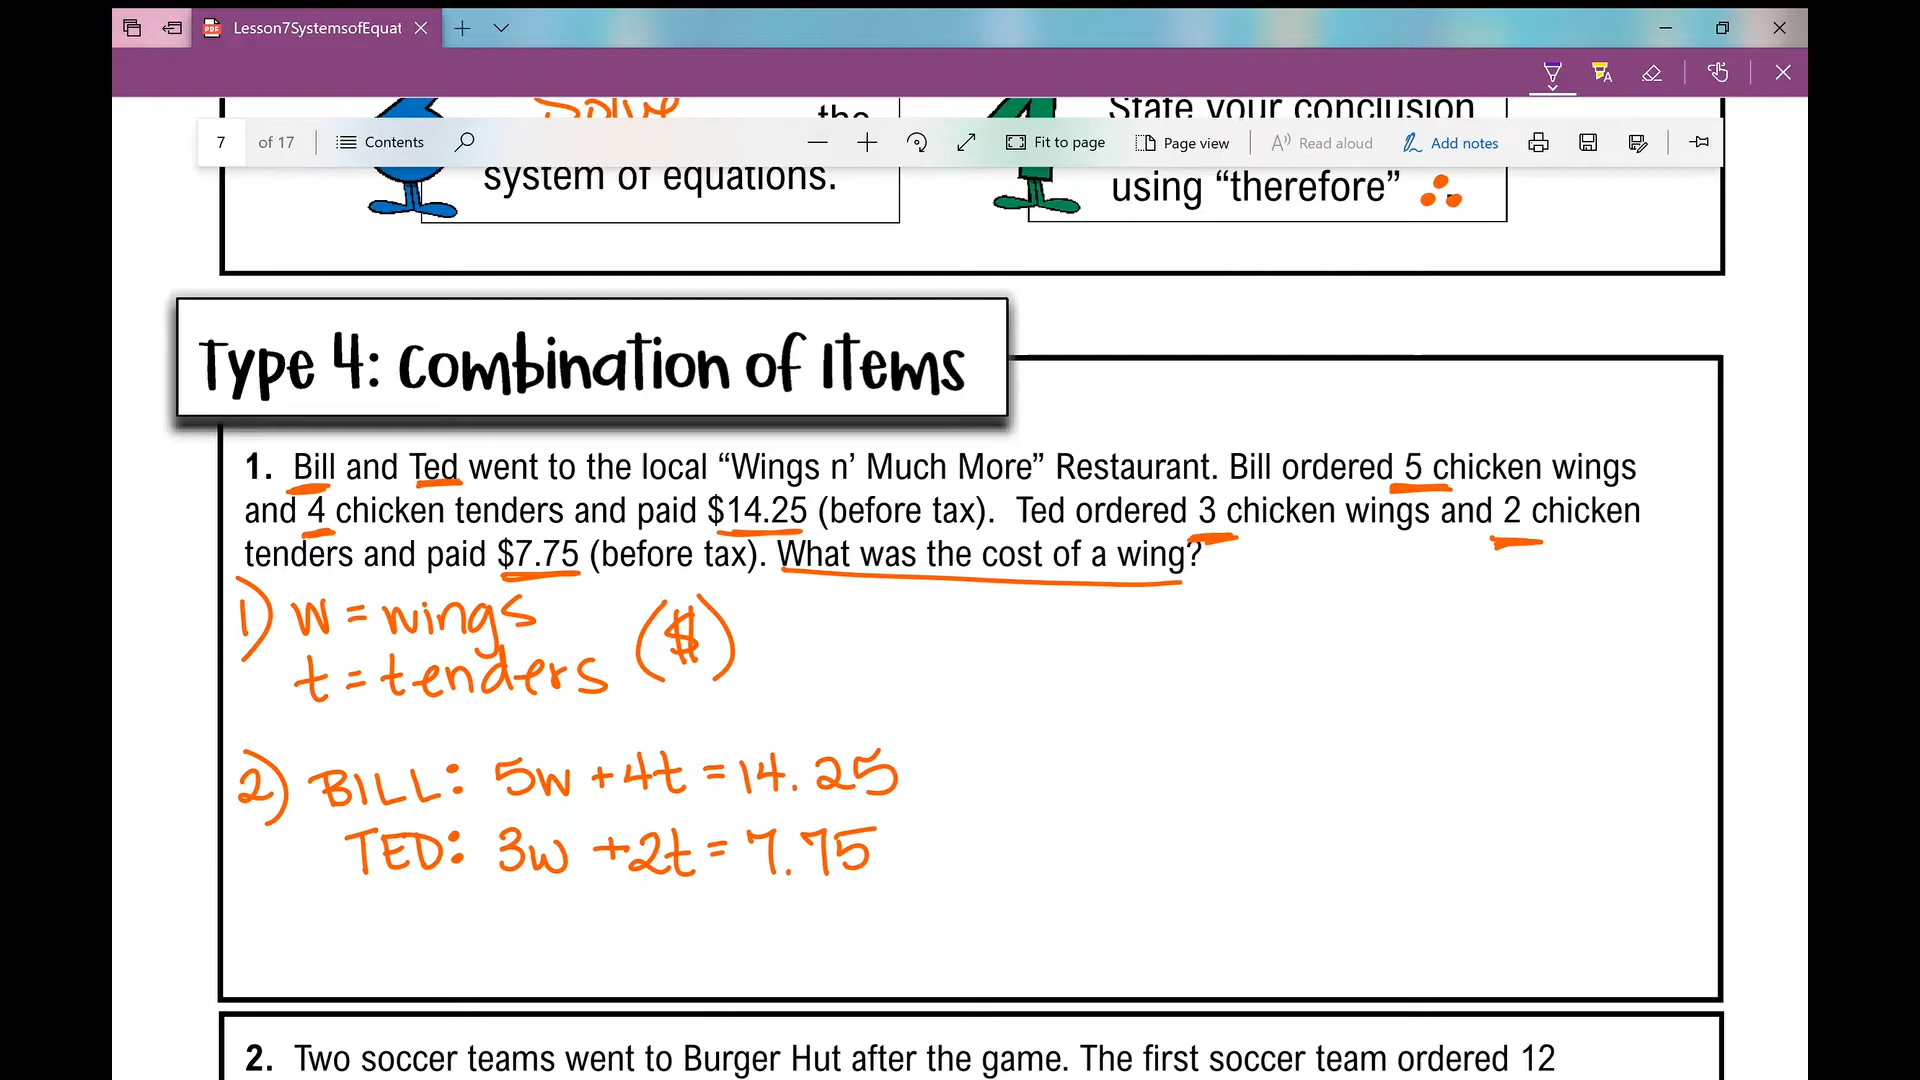 Lesson7SystemsofEquat
Solve the
State your conclusion
7 of 17 Contents Fit to page Page view Read aloud Add notes
system of equations.
using “therefore” ∴
Type 4: Combination of Items
1. Bill and Ted went to the local “Wings n’ Much More” Restaurant. Bill ordered 5 chicken wings
and 4 chicken tenders and paid $14.25 (before tax). Ted ordered 3 chicken wings and 2 chicken
tenders and paid $7.75 (before tax). What was the cost of a wing?
1) w = wings ($)
t = tenders
2) BILL: 5w + 4t = 14.25
TED: 3w + 2t = 7.75
2. Two soccer teams went to Burger Hut after the game. The first soccer team ordered 12